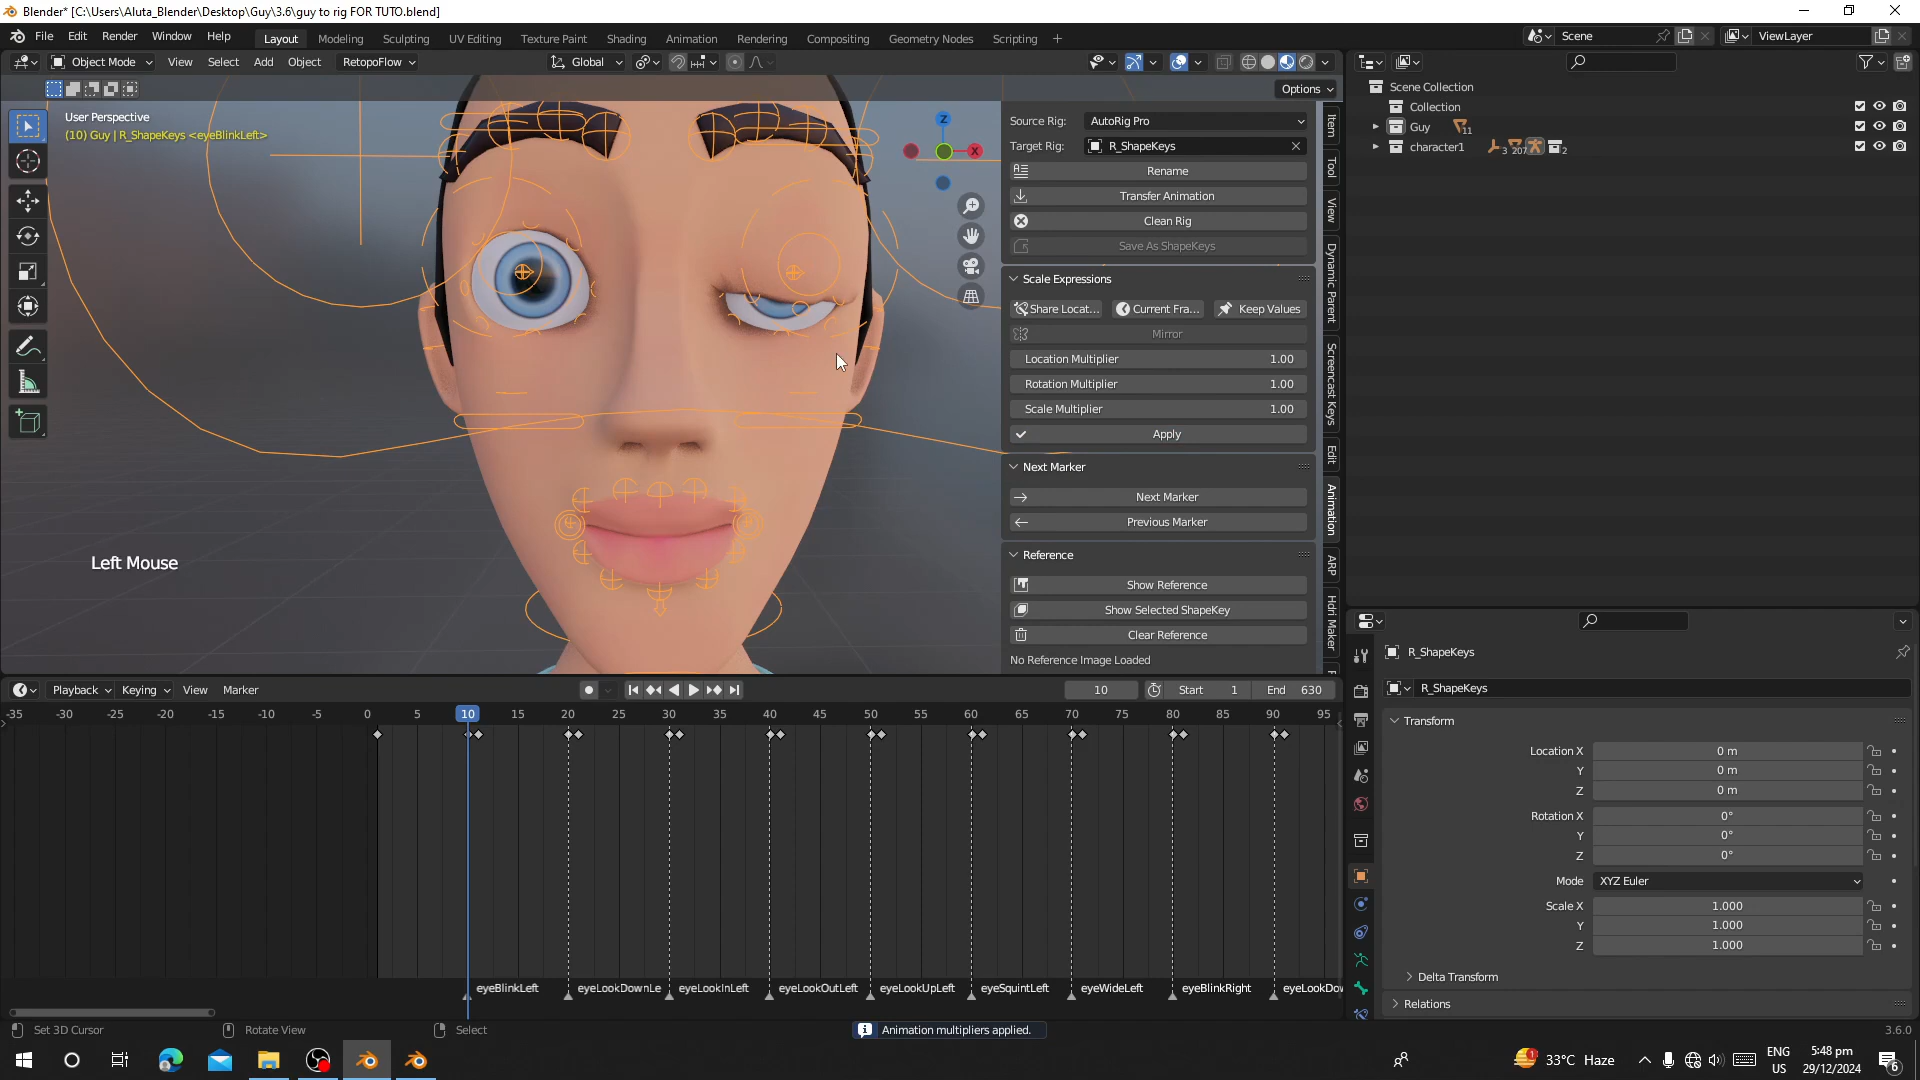 Blender* [C:\Users\Aluta_Blender\Desktop\Guy\3.6\guy to rig FOR TUTO.blend]
File Edit Render Window Help Layout Modeling Sculpting UV Editing Texture Paint Shading Animation Rendering Compositing Geometry Nodes Scripting + Scene ViewLayer
Object Mode View Select Add Object RetopoFlow Global
Options
User Perspective
(10) Guy | R_ShapeKeys <eyeBlinkLeft>
Z
X
Left Mouse
Source Rig: AutoRig Pro
Target Rig: R_ShapeKeys
Rename
Transfer Animation
Clean Rig
Save As ShapeKeys
Scale Expressions
Share Locat... Current Fra... Keep Values
Mirror
Location Multiplier 1.00
Rotation Multiplier 1.00
Scale Multiplier 1.00
Apply
Next Marker
Next Marker
Previous Marker
Reference
Show Reference
Show Selected ShapeKey
Clear Reference
No Reference Image Loaded
Item
Tool
View
Dynamic Parent
Screencast Keys
Edit
Animation
ARP
Hdri Maker
Scene Collection
Collection
Guy 11
character1 3 207 2
R_ShapeKeys
R_ShapeKeys
Transform
Location X 0 m
Y 0 m
Z 0 m
Rotation X 0°
Y 0°
Z 0°
Mode XYZ Euler
Scale X 1.000
Y 1.000
Z 1.000
Delta Transform
Relations
Playback Keying View Marker 10 Start 1 End 630
-35 -30 -25 -20 -15 -10 -5 0 5 10 15 20 25 30 35 40 45 50 55 60 65 70 75 80 85 90 95
eyeBlinkLeft eyeLookDownLe eyeLookInLeft eyeLookOutLeft eyeLookUpLeft eyeSquintLeft eyeWideLeft eyeBlinkRight eyeLookDow
Set 3D Cursor Rotate View Select Animation multipliers applied. 3.6.0
1 33°C Haze ENG US 5:48 pm 29/12/2024 6